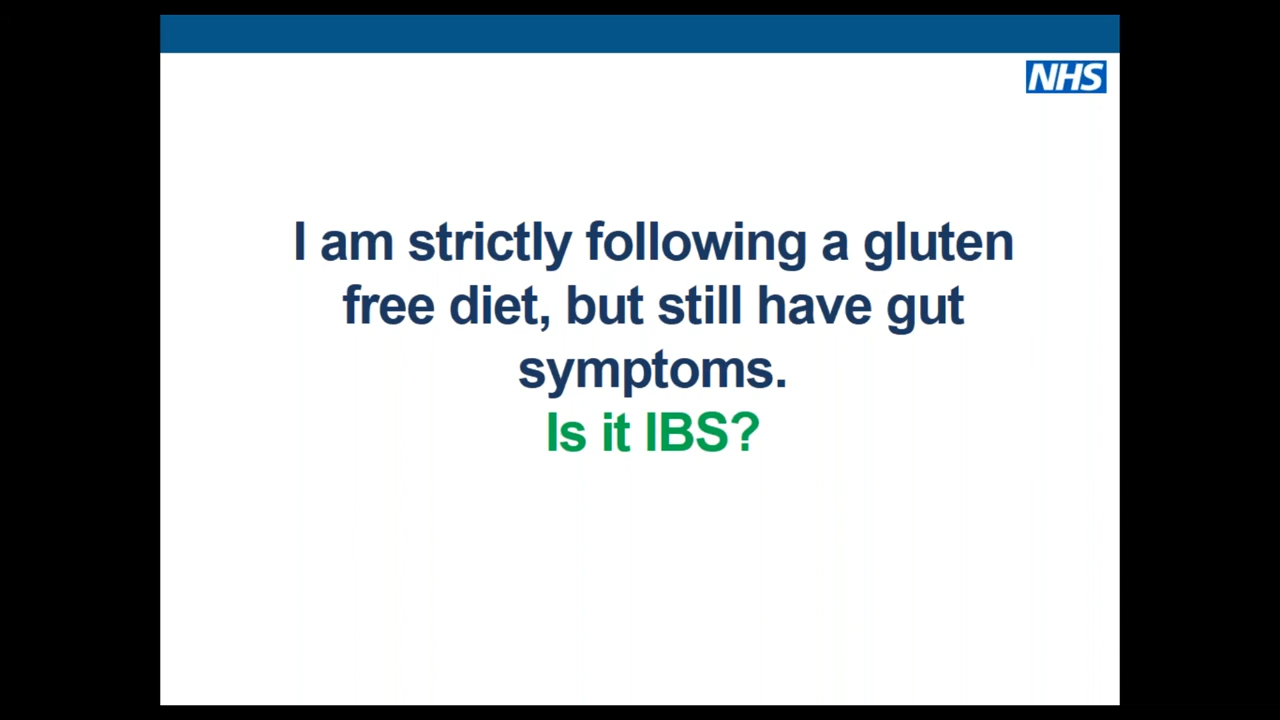 NHS
I am strictly following a gluten
free diet, but still have gut
symptoms.
Is it IBS?